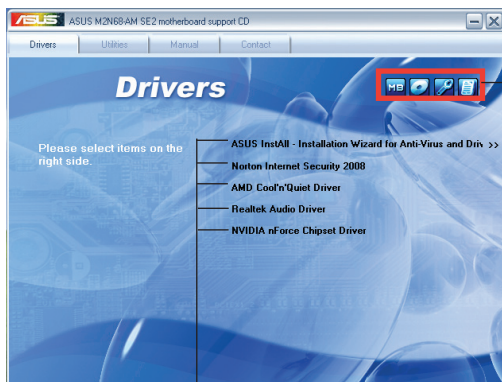 ASUS ASUS M2N68-AM SE2 motherboard support CD
Drivers Utilities Manual Contact
Drivers
MB
Please select items on the
right side.
ASUS InstAll - Installation Wizard for Anti-Virus and Driv >>
Norton Internet Security 2008
AMD Cool'n'Quiet Driver
Realtek Audio Driver
NVIDIA nForce Chipset Driver